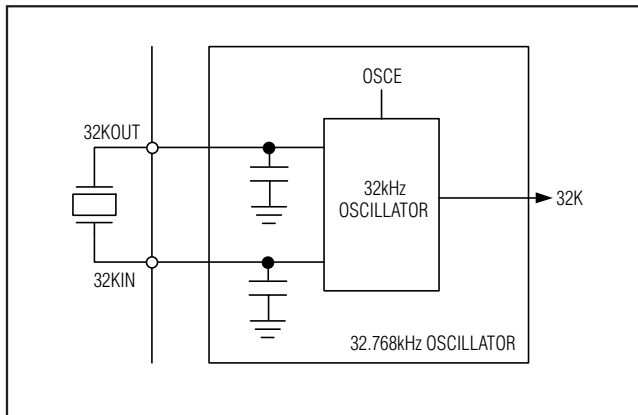 OSCE
32KOUT
32kHz
OSCILLATOR
32K
32KIN
32.768kHz OSCILLATOR